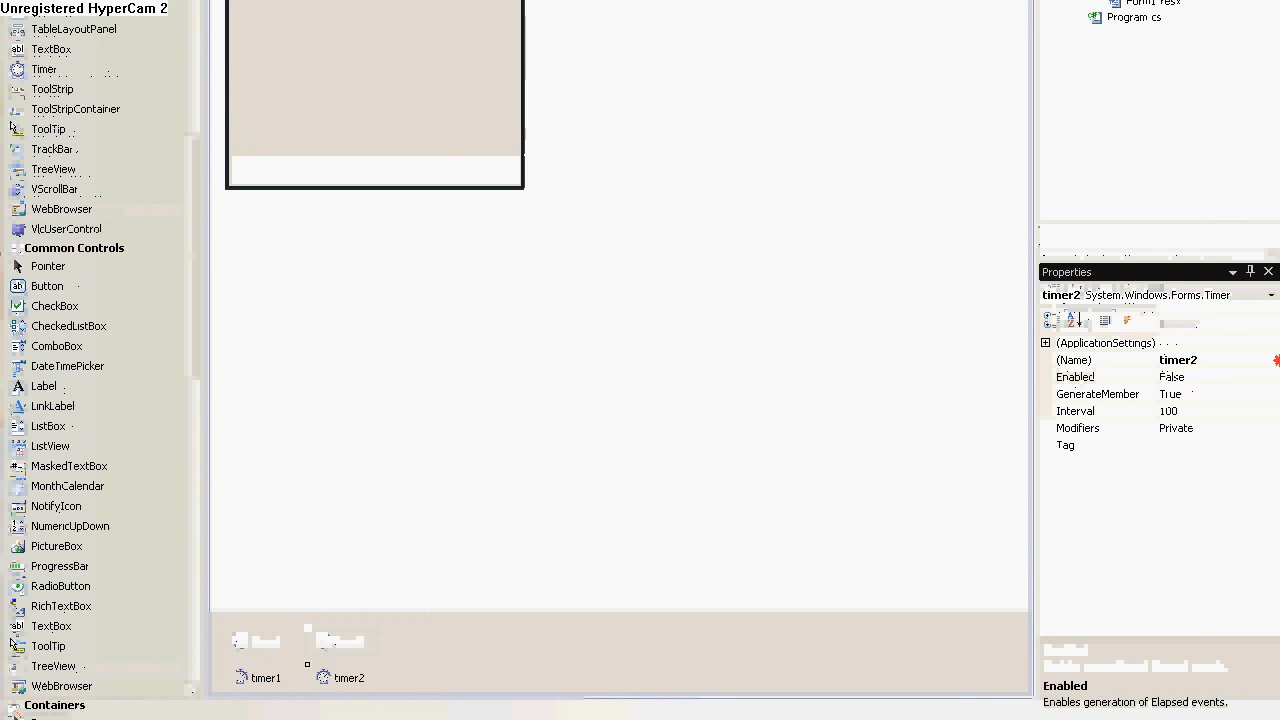 Unregistered HyperCam 2
TableLayoutPanel
TextBox
Timer
ToolStrip
ToolStripContainer
ToolTip
TrackBar
TreeView
VScrollBar
WebBrowser
VlcUserControl
Common Controls
Pointer
Button
CheckBox
CheckedListBox
ComboBox
DateTimePicker
Label
LinkLabel
ListBox
ListView
MaskedTextBox
MonthCalendar
NotifyIcon
NumericUpDown
PictureBox
ProgressBar
RadioButton
RichTextBox
TextBox
ToolTip
TreeView
WebBrowser
Containers
timer1
timer2
Form1 resx
Program cs
Properties
timer2 System.Windows.Forms.Timer
(ApplicationSettings)
(Name) timer2
Enabled False
GenerateMember True
Interval 100
Modifiers Private
Tag
Enabled
Enables generation of Elapsed events.